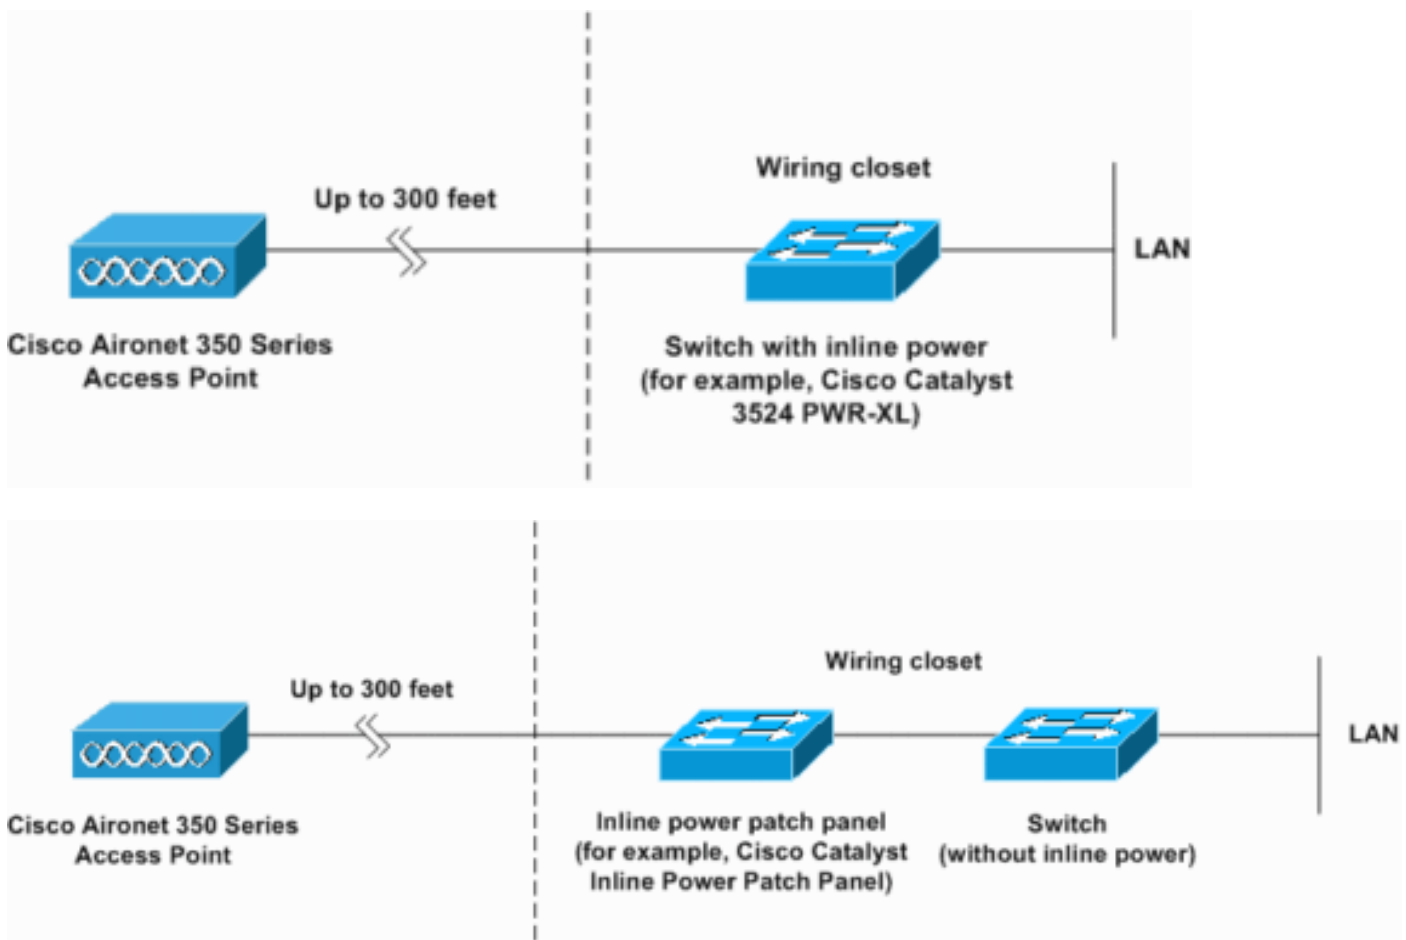 Wiring closet
Up to 300 feet
LAN
Cisco Aironet 350 Series
Access Point
Switch with inline power
(for example, Cisco Catalyst
3524 PWR-XL)
Wiring closet
Up to 300 feet
LAN
Cisco Aironet 350 Series
Access Point
Inline power patch panel
(for example, Cisco Catalyst
Inline Power Patch Panel)
Switch
(without inline power)